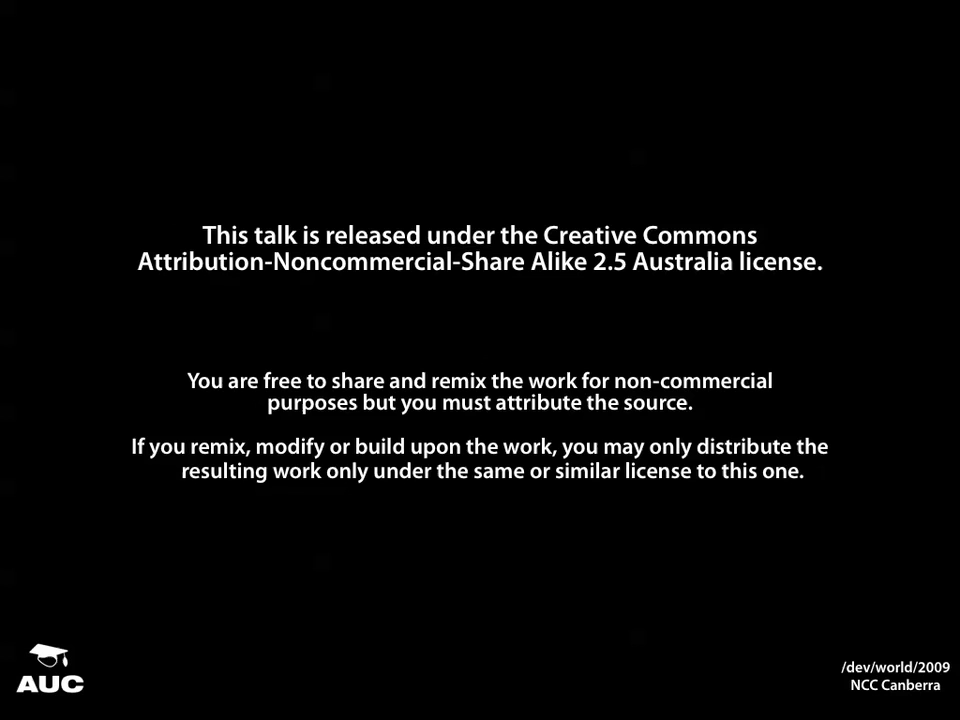 This talk is released under the Creative Commons
Attribution-Noncommercial-Share Alike 2.5 Australia license.
You are free to share and remix the work for non-commercial
purposes but you must attribute the source.
If you remix, modify or build upon the work, you may only distribute the
resulting work only under the same or similar license to this one.
AUC
/dev/world/2009
NCC Canberra